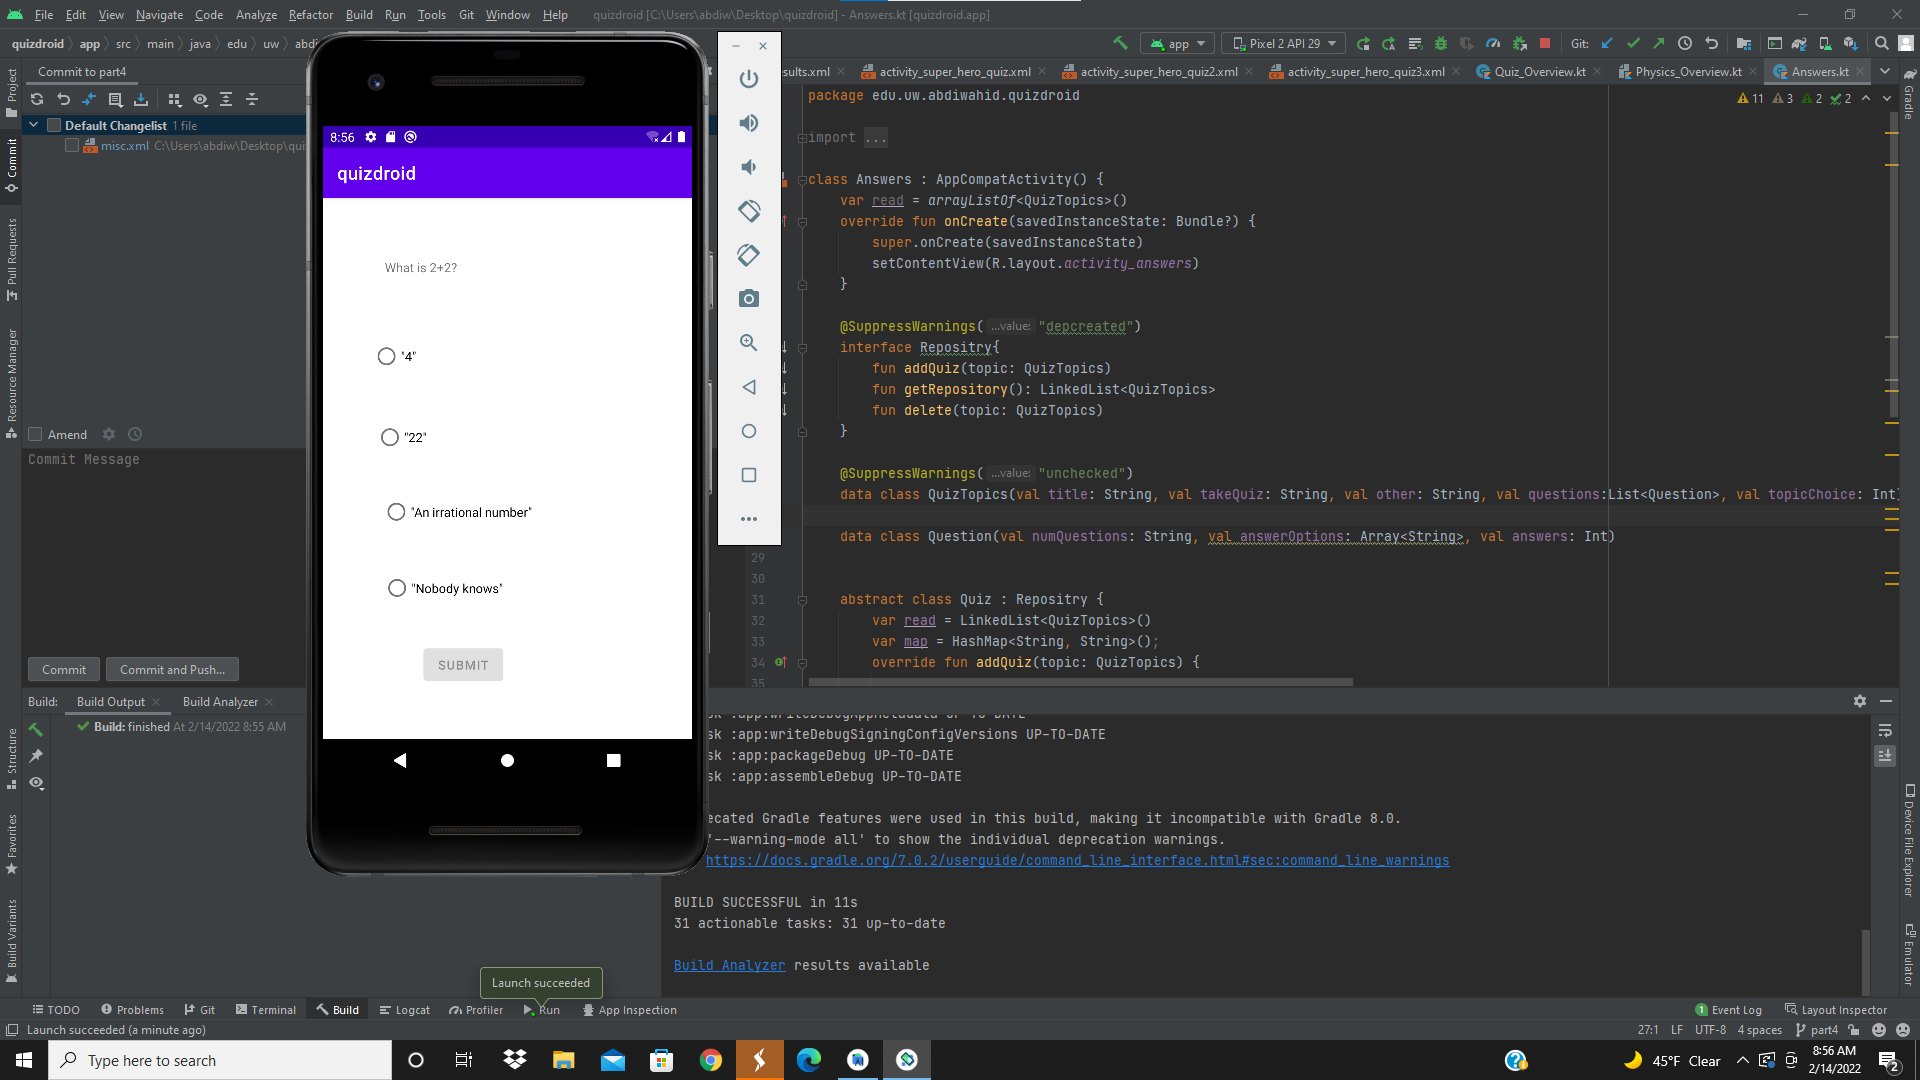 File Edit View Navigate Code Analyze Refactor Build Run Tools Git Window Help quizdroid [C:\Users\abdiw\Desktop\quizdroid] - Answers.kt [quizdroid.app]
quizdroid app src main java edu uw abdi app Pixel 2 API 29 Git:
Commit to part4
sults.xml activity_super_hero_quiz.xml activity_super_hero_quiz2.xml activity_super_hero_quiz3.xml Quiz_Overview.kt Physics_Overview.kt Answers.kt
Default Changelist 1 file
misc.xml C:\Users\abdiw\Desktop\qui
Amend
Commit Message
Commit Commit and Push...
Project
Commit
Pull Requests
Resource Manager
Structure
Favorites
Build Variants
8:56
quizdroid
What is 2+2?
"4"
"22"
"An irrational number"
"Nobody knows"
SUBMIT
11 3 2 2
package edu.uw.abdiwahid.quizdroid
import ...
class Answers : AppCompatActivity() {
var read = arrayListOf<QuizTopics>()
override fun onCreate(savedInstanceState: Bundle?) {
super.onCreate(savedInstanceState)
setContentView(R.layout.activity_answers)
}
@SuppressWarnings( ...value: "depcreated")
interface Repositry{
fun addQuiz(topic: QuizTopics)
fun getRepository(): LinkedList<QuizTopics>
fun delete(topic: QuizTopics)
}
@SuppressWarnings( ...value: "unchecked")
data class QuizTopics(val title: String, val takeQuiz: String, val other: String, val questions:List<Question>, val topicChoice: Int)
data class Question(val numQuestions: String, val answerOptions: Array<String>, val answers: Int)
29
30
31 abstract class Quiz : Repositry {
32 var read = LinkedList<QuizTopics>()
33 var map = HashMap<String, String>();
34 override fun addQuiz(topic: QuizTopics) {
35
Gradle
Device File Explorer
Emulator
Build: Build Output Build Analyzer
Build: finished At 2/14/2022 8:55 AM
sk :app:writeDebugAppMetadata UP-TO-DATE
sk :app:writeDebugSigningConfigVersions UP-TO-DATE
sk :app:packageDebug UP-TO-DATE
sk :app:assembleDebug UP-TO-DATE
ecated Gradle features were used in this build, making it incompatible with Gradle 8.0.
'--warning-mode all' to show the individual deprecation warnings.
https://docs.gradle.org/7.0.2/userguide/command_line_interface.html#sec:command_line_warnings
BUILD SUCCESSFUL in 11s
31 actionable tasks: 31 up-to-date
Build Analyzer results available
Launch succeeded
TODO Problems Git Terminal Build Logcat Profiler Run App Inspection 1 Event Log Layout Inspector
Launch succeeded (a minute ago) 27:1 LF UTF-8 4 spaces part4
Type here to search 45°F Clear 8:56 AM
2/14/2022
2